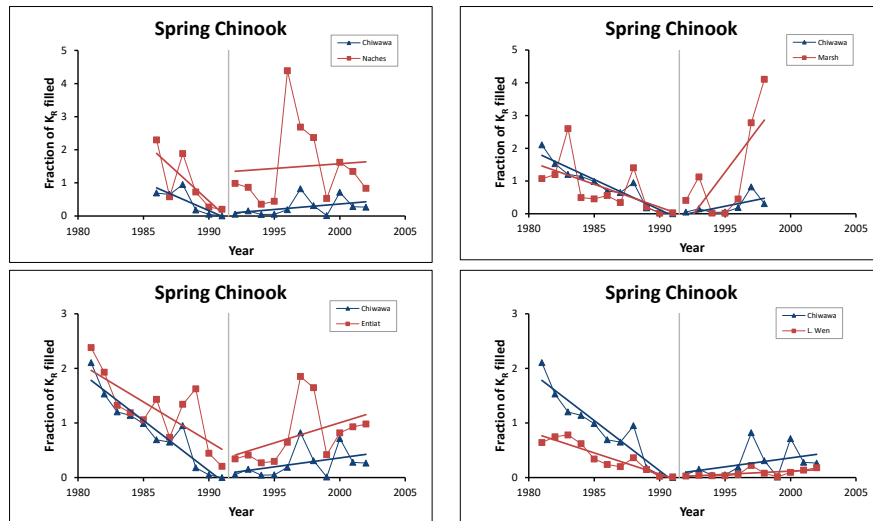 Spring Chinook
Chiwawa
Naches
Fraction of K_R filled
5
4
3
2
1
0
1980 1985 1990 1995 2000 2005
Year
Spring Chinook
Chiwawa
Marsh
Fraction of K_R filled
5
4
3
2
1
0
1980 1985 1990 1995 2000 2005
Year
Spring Chinook
Chiwawa
Entiat
Fraction of K_R filled
3
2
1
0
1980 1985 1990 1995 2000 2005
Year
Spring Chinook
Chiwawa
L. Wen
Fraction of K_R filled
3
2
1
0
1980 1985 1990 1995 2000 2005
Year